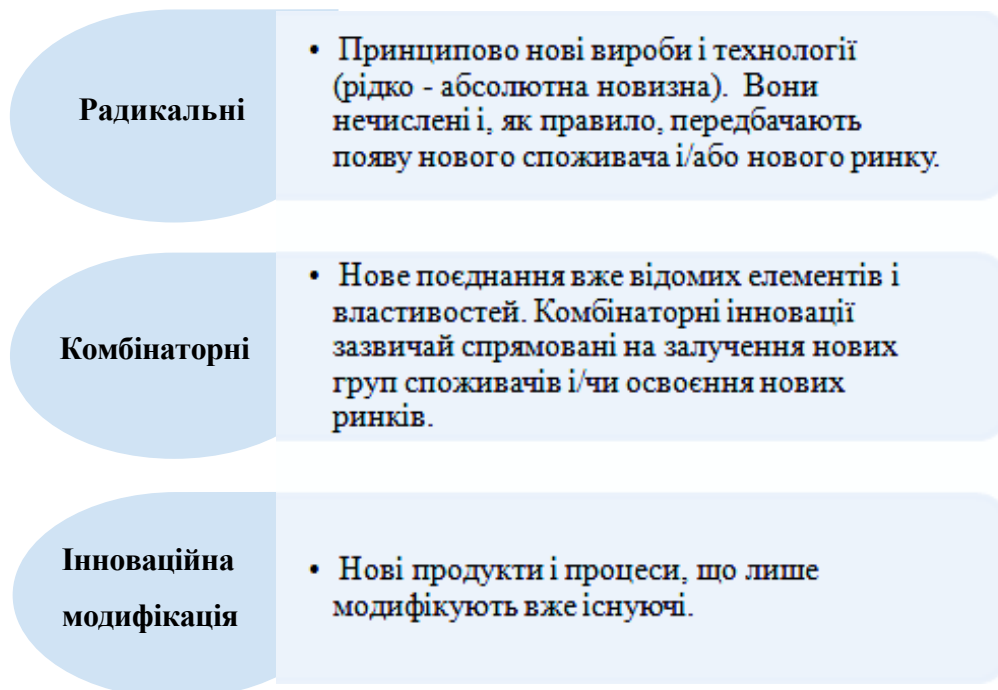 Радикальні
• Принципово нові вироби і технології
(рідко - абсолютна новизна). Вони
нечислені і, як правило, передбачають
появу нового споживача і/або нового ринку.
Комбінаторні
• Нове поєднання вже відомих елементів і
властивостей. Комбінаторні інновації
зазвичай спрямовані на залучення нових
груп споживачів і/чи освоєння нових
ринків.
Інноваційна
модифікація
• Нові продукти і процеси, що лише
модифікують вже існуючі.